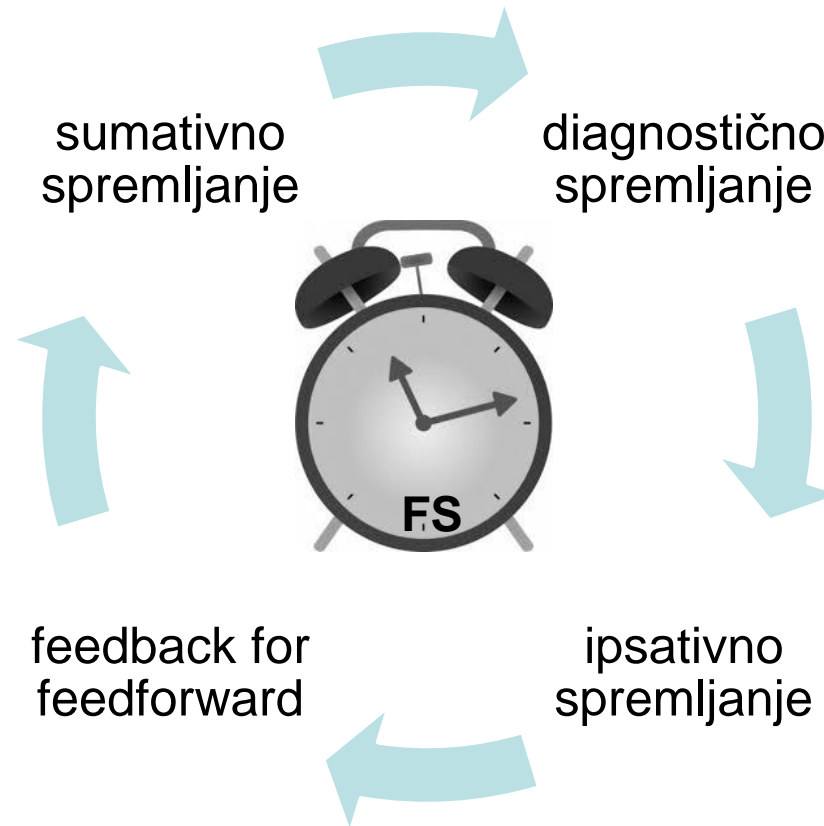 sumativno
spremljanje
diagnostično
spremljanje
FS
feedback for
feedforward
ipsativno
spremljanje